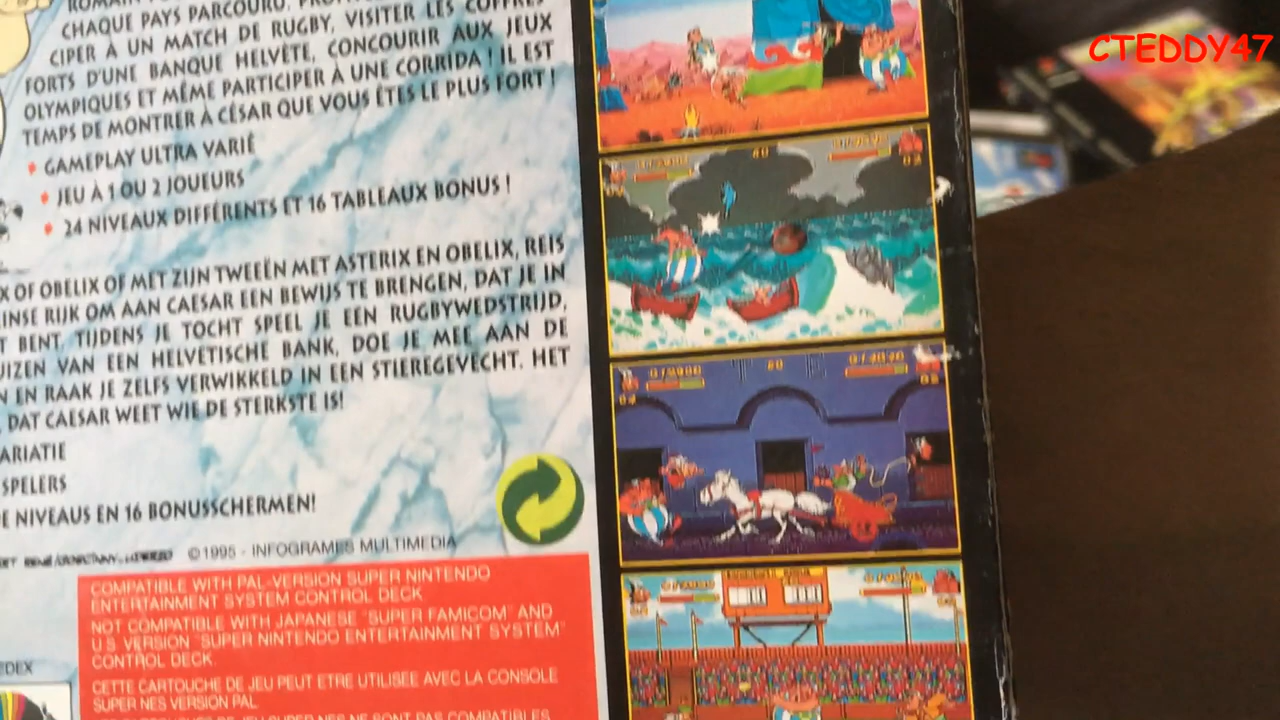 CTEDDY47
CHAQUE PAYS PARCOURU,
CIPER À UN MATCH DE RUGBY, VISITER LES COFFRES
FORTS D'UNE BANQUE HELVÈTE, CONCOURIR AUX JEUX
OLYMPIQUES ET MÊME PARTICIPER À UNE CORRIDA ! IL EST
TEMPS DE MONTRER À CÉSAR QUE VOUS ÊTES LE PLUS FORT !
GAMEPLAY ULTRA VARIÉ
JEU À 1 OU 2 JOUEURS
24 NIVEAUX DIFFÉRENTS ET 16 TABLEAUX BONUS !
X OF OBELIX OF MET ZIJN TWEEËN MET ASTERIX EN OBELIX, REIS
INSE RIJK OM AAN CAESAR EEN BEWIJS TE BRENGEN, DAT JE IN
T BENT. TIJDENS JE TOCHT SPEEL JE EEN RUGBYWEDSTRIJD,
UIZEN VAN EEN HELVETISCHE BANK, DOE JE MEE AAN DE
N EN RAAK JE ZELFS VERWIKKELD IN EEN STIEREGEVECHT. HET
, DAT CAESAR WEET WIE DE STERKSTE IS!
ARIATIE
SPELERS
E NIVEAUS EN 16 BONUSSCHERMEN!
©1995 - INFOGRAMES MULTIMEDIA
COMPATIBLE WITH PAL-VERSION SUPER NINTENDO
ENTERTAINMENT SYSTEM CONTROL DECK
NOT COMPATIBLE WITH JAPANESE "SUPER FAMICOM" AND
U.S. VERSION "SUPER NINTENDO ENTERTAINMENT SYSTEM"
CONTROL DECK.
EDEX
CETTE CARTOUCHE DE JEU PEUT ETRE UTILISEE AVEC LA CONSOLE
SUPER NES VERSION PAL